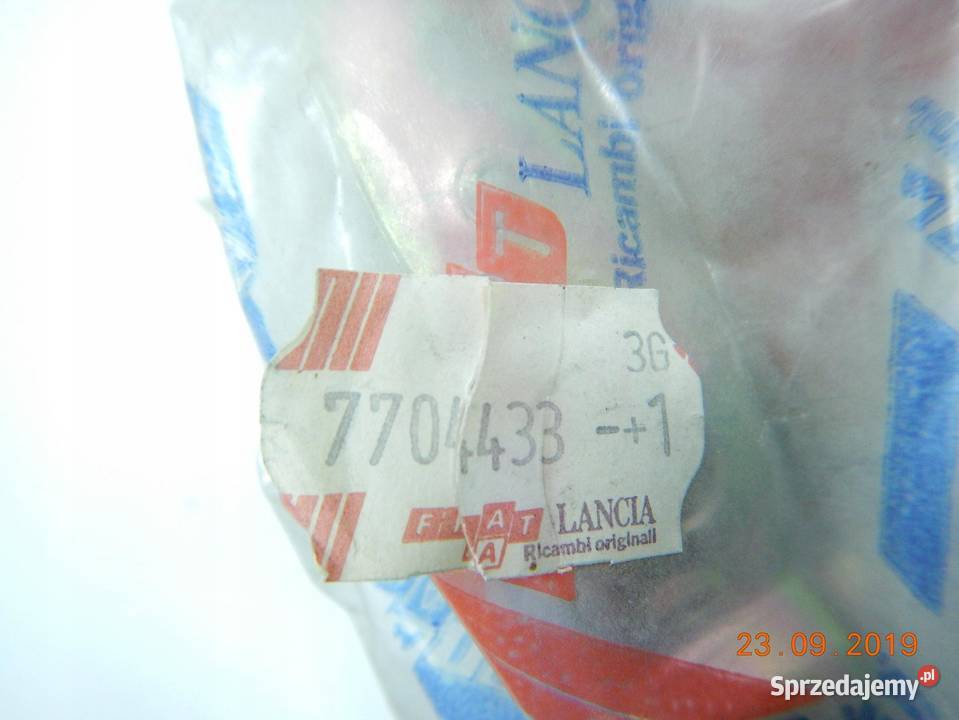 LANC
Ricambi orig
T
3G
7704433 -+1
FIAT LANCIA
A Ricambi originali
23.09.2019
Sprzedajemy.pl